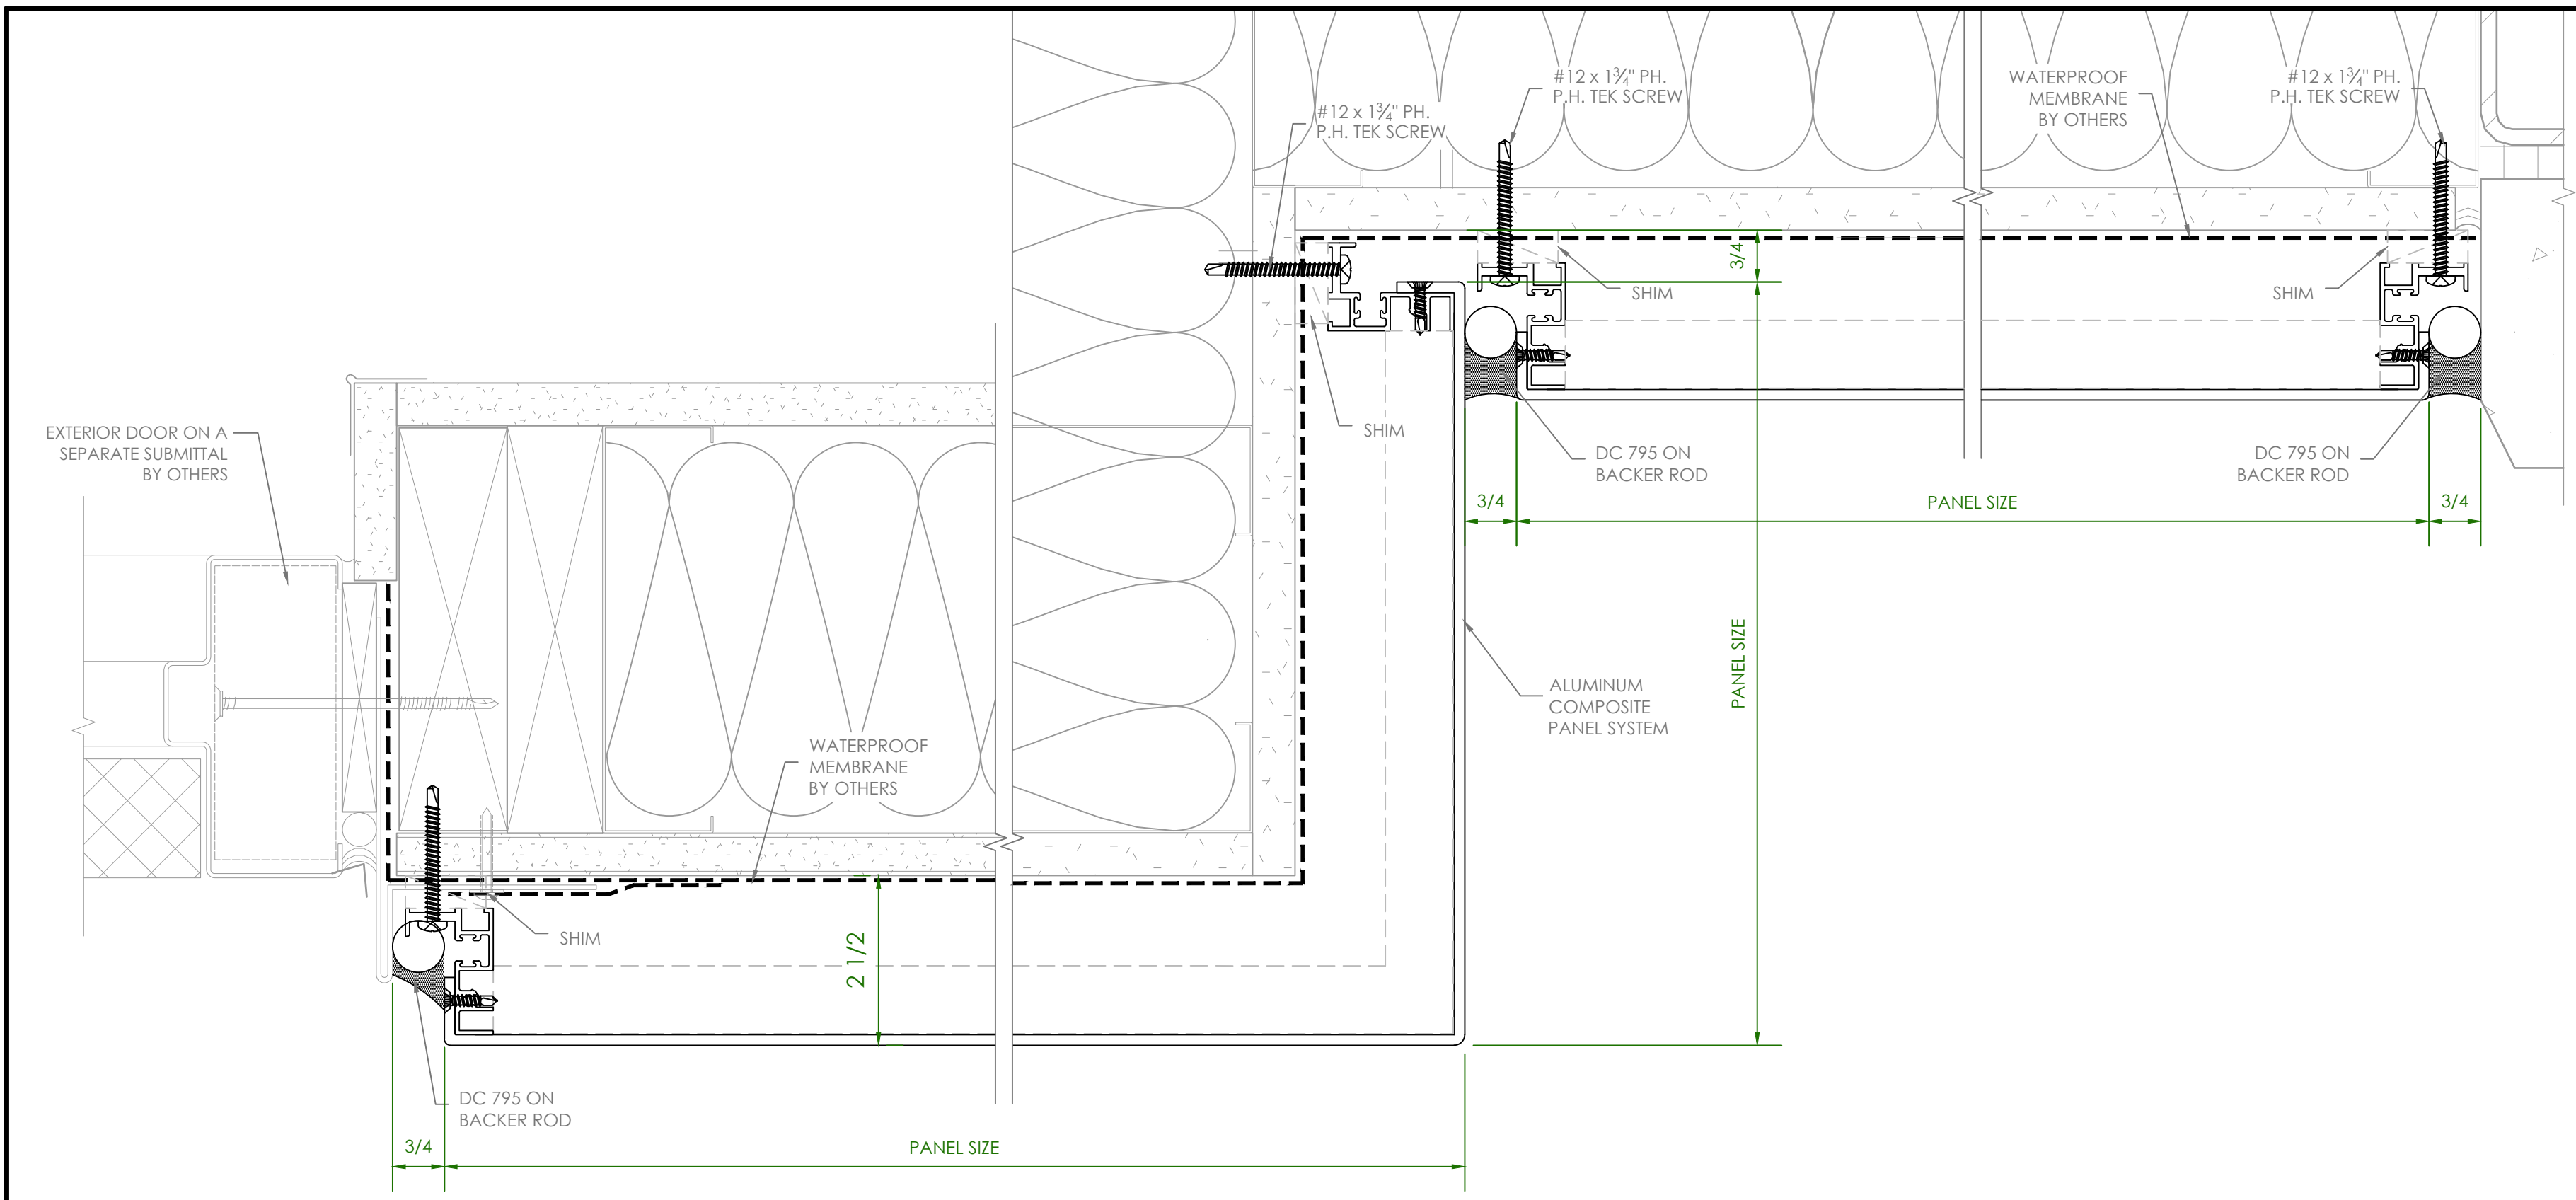 #12 x 1¾" PH.
P.H. TEK SCREW
#12 x 1¾" PH.
P.H. TEK SCREW
WATERPROOF
MEMBRANE
BY OTHERS
#12 x 1¾" PH.
P.H. TEK SCREW
3/4
SHIM
SHIM
SHIM
EXTERIOR DOOR ON A
SEPARATE SUBMITTAL
BY OTHERS
DC 795 ON
BACKER ROD
DC 795 ON
BACKER ROD
3/4
PANEL SIZE
3/4
PANEL SIZE
ALUMINUM
COMPOSITE
PANEL SYSTEM
WATERPROOF
MEMBRANE
BY OTHERS
SHIM
2 1/2
DC 795 ON
BACKER ROD
3/4
PANEL SIZE